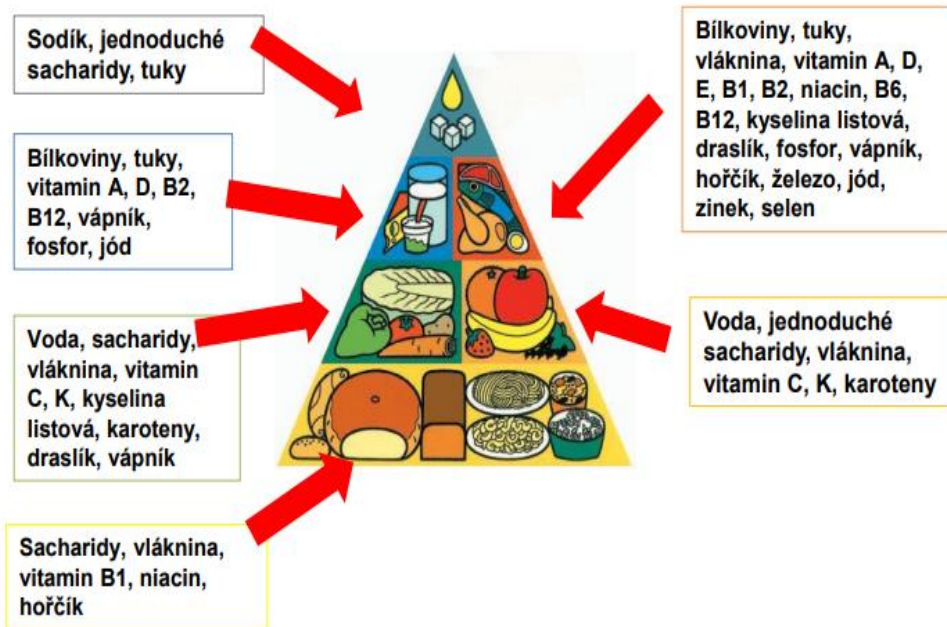 Sodík, jednoduché
sacharidy, tuky
Bílkoviny, tuky,
vláknina, vitamin A, D,
E, B1, B2, niacin, B6,
B12, kyselina listová,
draslík, fosfor, vápník,
hořčík, železo, jód,
zinek, selen
Bílkoviny, tuky,
vitamin A, D, B2,
B12, vápník,
fosfor, jód
Voda, sacharidy,
vláknina, vitamin
C, K, kyselina
listová, karoteny,
draslík, vápník
Voda, jednoduché
sacharidy, vláknina,
vitamin C, K, karoteny
Sacharidy, vláknina,
vitamin B1, niacin,
hořčík